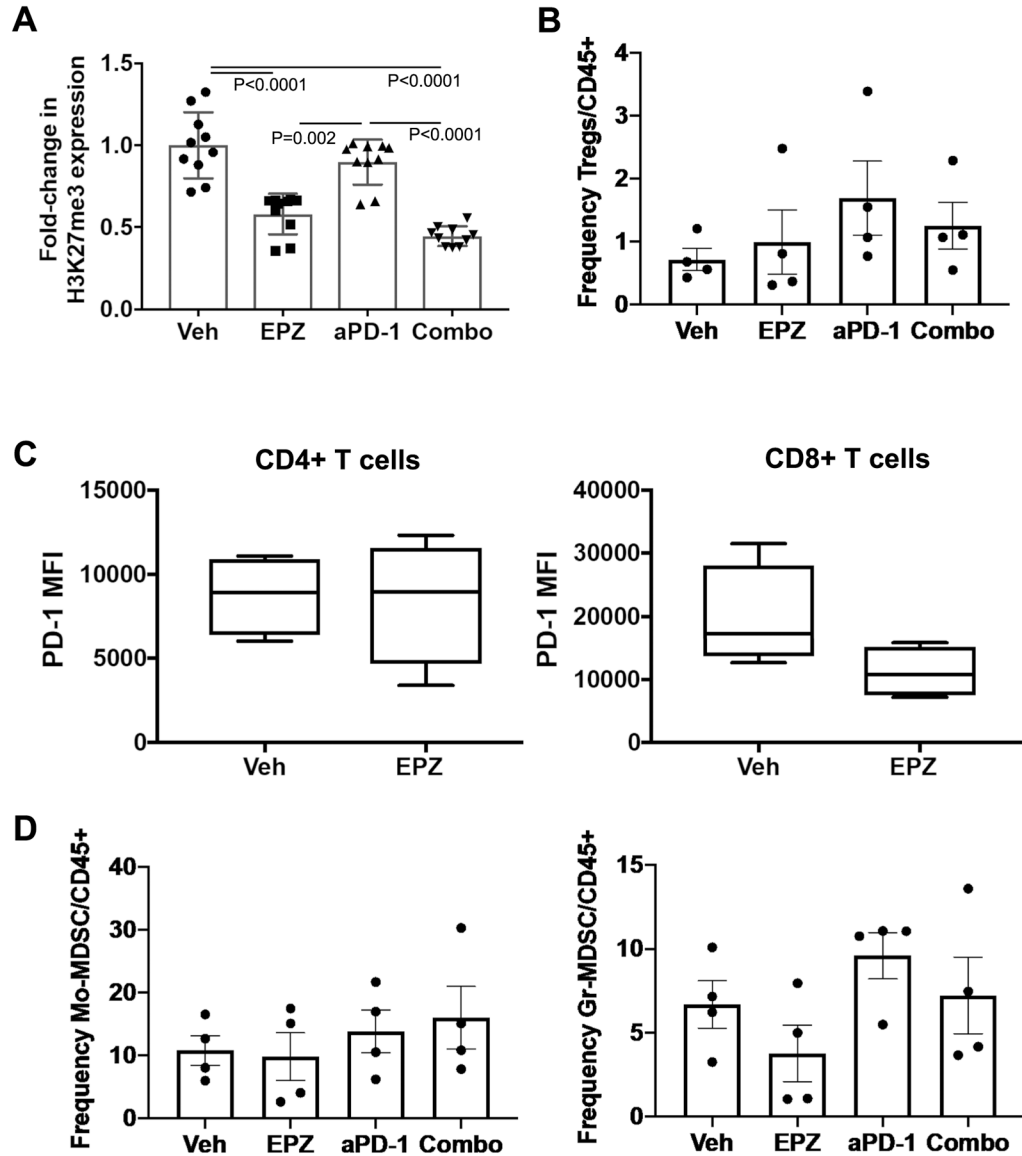 A
Fold-change in
H3K27me3 expression
1.5
1.0
0.5
0.0
P<0.0001
P<0.0001
P=0.002
P<0.0001
Veh EPZ aPD-1 Combo
B
Frequency Tregs/CD45+
4
3
2
1
0
Veh EPZ aPD-1 Combo
C
CD4+ T cells
PD-1 MFI
15000
10000
5000
0
Veh EPZ
CD8+ T cells
PD-1 MFI
40000
30000
20000
10000
0
Veh EPZ
D
Frequency Mo-MDSC/CD45+
40
30
20
10
0
Veh EPZ aPD-1 Combo
Frequency Gr-MDSC/CD45+
15
10
5
0
Veh EPZ aPD-1 Combo